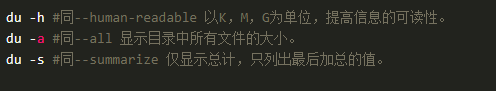 du -h #同--human-readable 以K，M，G为单位，提高信息的可读性。
du -a #同--all 显示目录中所有文件的大小。
du -s #同--summarize 仅显示总计，只列出最后加总的值。